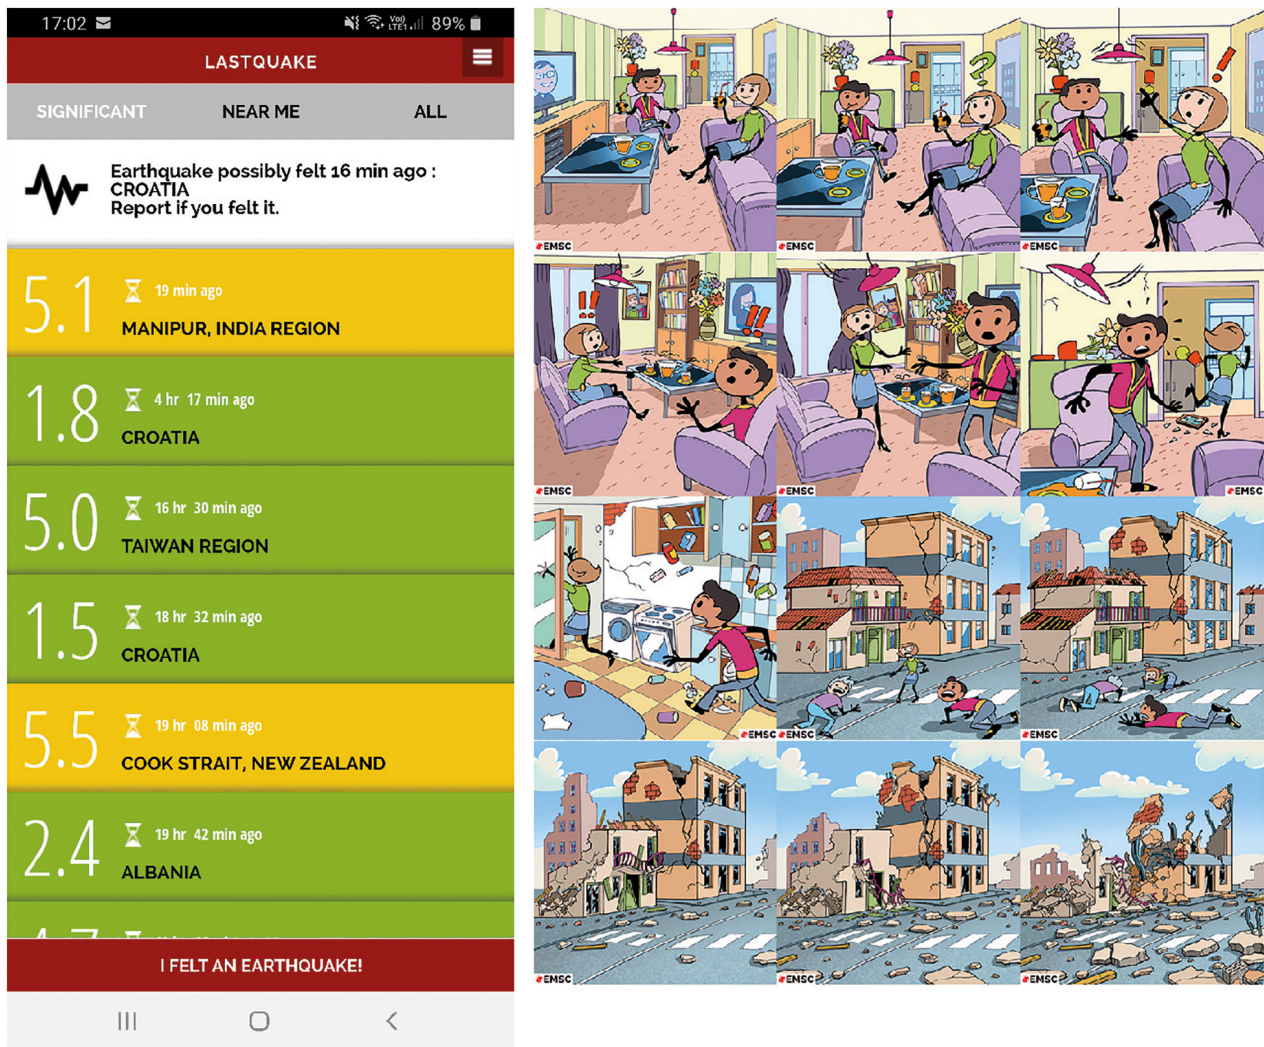 17:02
Vo)) LTE1 89%
LASTQUAKE
SIGNIFICANT NEAR ME ALL
Earthquake possibly felt 16 min ago :
CROATIA
Report if you felt it.
5.1 19 min ago
MANIPUR, INDIA REGION
1.8 4 hr 17 min ago
CROATIA
5.0 16 hr 30 min ago
TAIWAN REGION
1.5 18 hr 32 min ago
CROATIA
5.5 19 hr 08 min ago
COOK STRAIT, NEW ZEALAND
2.4 19 hr 42 min ago
ALBANIA
I FELT AN EARTHQUAKE!
?
!
EMSC
EMSC
EMSC
!!
!!
EMSC
EMSC
EMSC
EMSC
EMSC
EMSC
EMSC
EMSC
EMSC